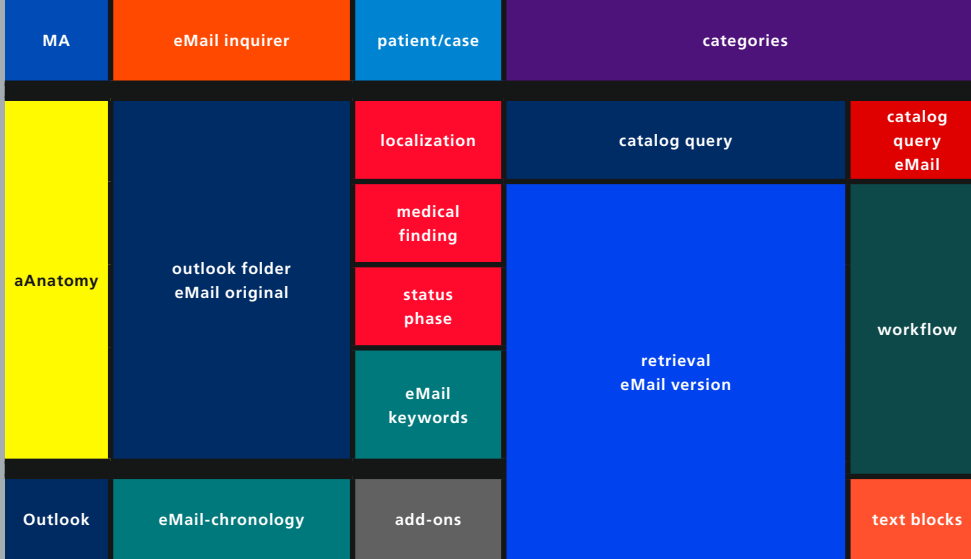 MA
eMail inquirer
patient/case
categories
localization
catalog query
catalog
query
eMail
medical
finding
aAnatomy
outlook folder
eMail original
status
phase
workflow
retrieval
eMail version
eMail
keywords
Outlook
eMail-chronology
add-ons
text blocks